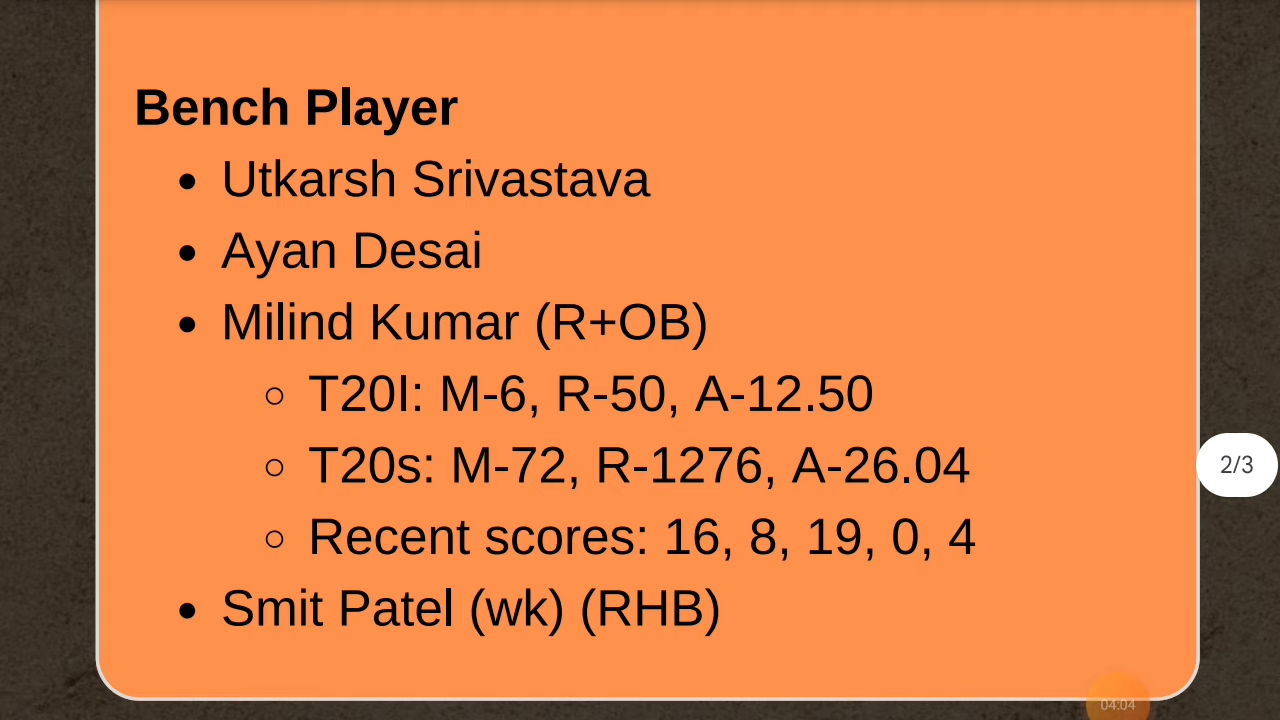 Bench Player
Utkarsh Srivastava
Ayan Desai
Milind Kumar (R+OB)
T20I: M-6, R-50, A-12.50
T20s: M-72, R-1276, A-26.04
Recent scores: 16, 8, 19, 0, 4
Smit Patel (wk) (RHB)
2/3
04:04